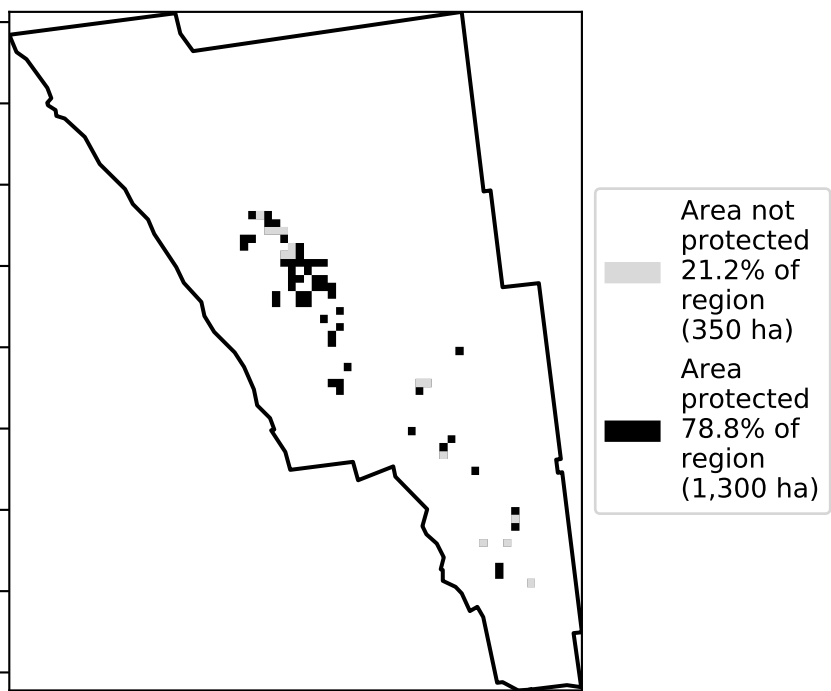 Area not
protected
21.2% of
region
(350 ha)
Area
protected
78.8% of
region
(1,300 ha)